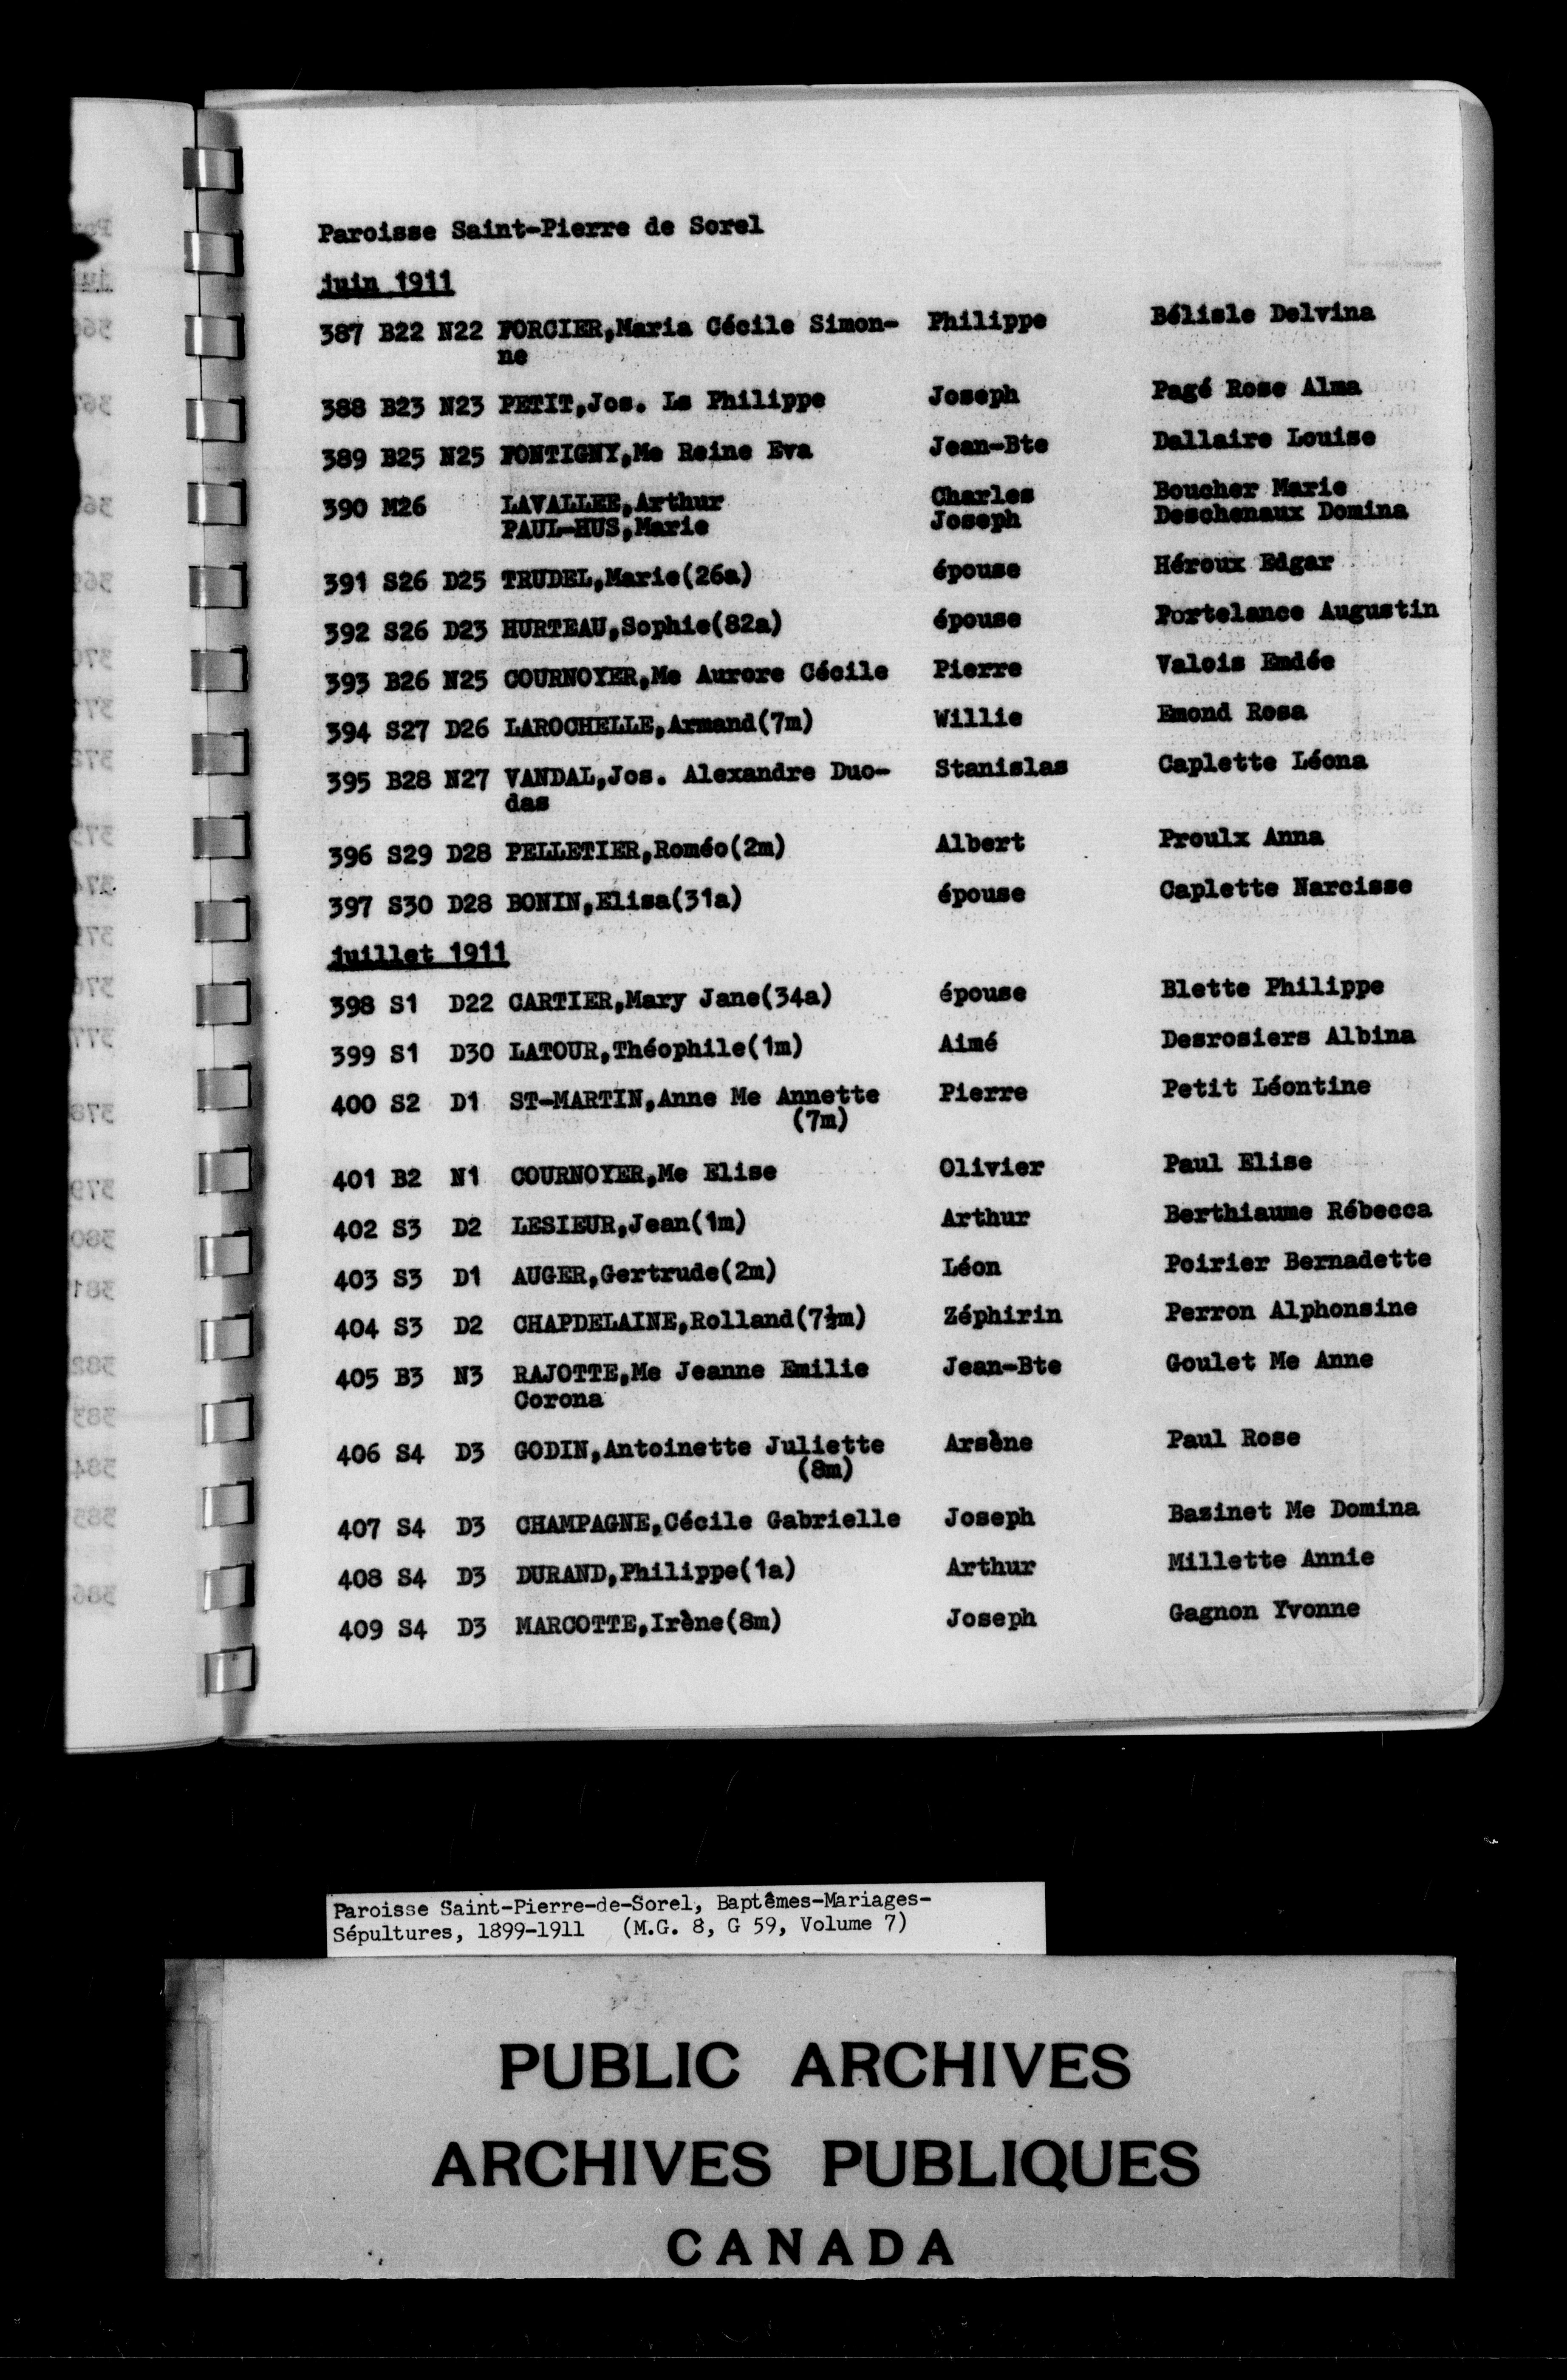 Paroisse Saint-Pierre de Sorel
juin 1911
387 B22 N22 FORCIER,Maria Cécile Simon- Philippe Bélisle Delvina
ne
388 B23 N23 PETIT,Jos. Ls Philippe Joseph Pagé Rose Alma
389 B25 N25 FONTIGNY,Me Reine Eva Jean-Bte Dallaire Louise
390 M26 LAVALLEE,Arthur Charles Boucher Marie
PAUL-HUS,Marie Joseph Deschenaux Domina
391 S26 D25 TRUDEL,Marie(26a) épouse Héroux Edgar
392 S26 D23 HURTEAU,Sophie(82a) épouse Portelance Augustin
393 B26 N25 COURNOYER,Me Aurore Cécile Pierre Valois Emdée
394 S27 D26 LAROCHELLE,Armand(7m) Willie Emond Rosa
395 B28 N27 VANDAL,Jos. Alexandre Duc- Stanislas Caplette Léona
das
396 S29 D28 PELLETIER,Roméo(2m) Albert Proulx Anna
397 S30 D28 BONIN,Elisa(31a) épouse Caplette Narcisse
juillet 1911
398 S1 D22 CARTIER,Mary Jane(34a) épouse Blette Philippe
399 S1 D30 LATOUR,Théophile(1m) Aimé Desrosiers Albina
400 S2 D1 ST-MARTIN,Anne Me Annette Pierre Petit Léontine
(7m)
401 B2 N1 COURNOYER,Me Elise Olivier Paul Elise
402 S3 D2 LESIEUR,Jean(1m) Arthur Berthiaume Rébecca
403 S3 D1 AUGER,Gertrude(2m) Léon Poirier Bernadette
404 S3 D2 CHAPDELAINE,Rolland(7½m) Zéphirin Perron Alphonsine
405 B3 N3 RAJOTTE,Me Jeanne Emilie Jean-Bte Goulet Me Anne
Corona
406 S4 D3 GODIN,Antoinette Juliette Arsène Paul Rose
(8m)
407 S4 D3 CHAMPAGNE,Cécile Gabrielle Joseph Bazinet Me Domina
408 S4 D3 DURAND,Philippe(1a) Arthur Millette Annie
409 S4 D3 MARCOTTE,Irène(8m) Joseph Gagnon Yvonne
Paroisse Saint-Pierre-de-Sorel, Baptêmes-Mariages-
Sépultures, 1899-1911 (M.G. 8, G 59, Volume 7)
PUBLIC ARCHIVES
ARCHIVES PUBLIQUES
CANADA